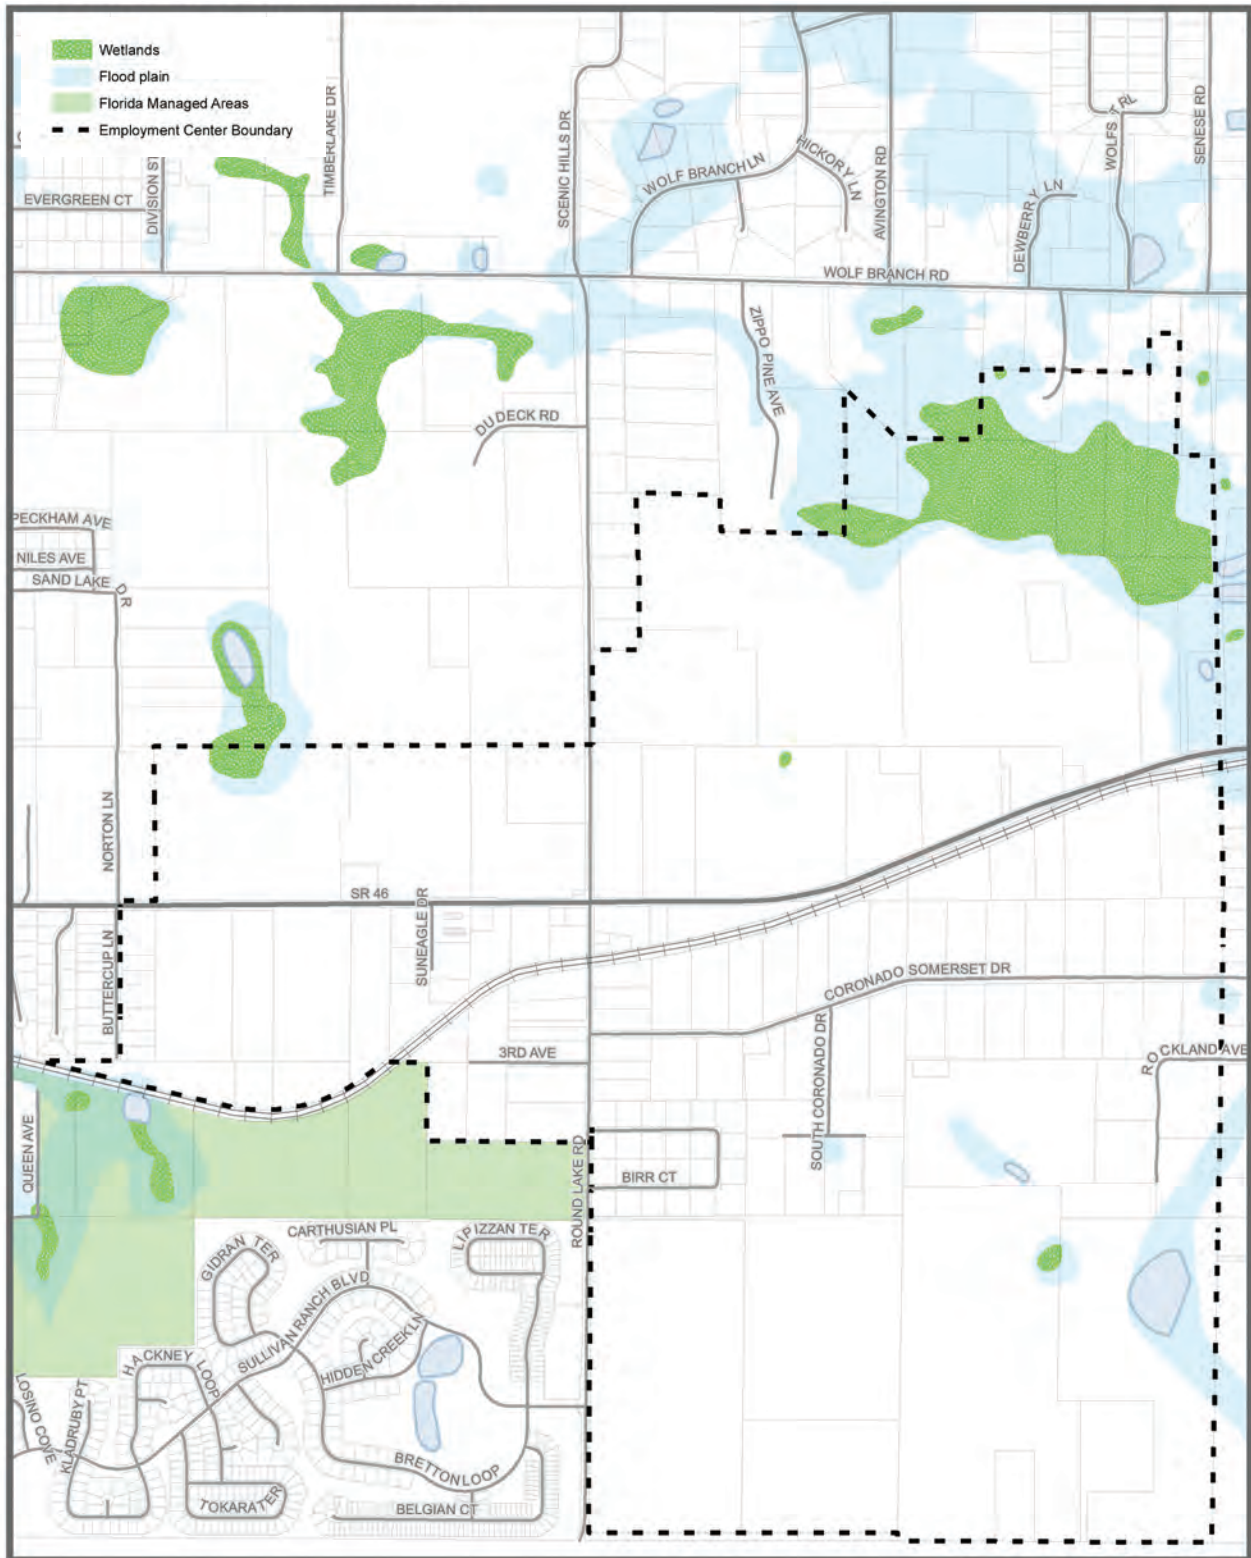 Wetlands
Flood plain
Florida Managed Areas
Employment Center Boundary
EVERGREEN CT
DIVISION ST
TIMBERLAKE DR
SCENIC HILLS DR
WOLF BRANCH LN
HICKORY LN
AVINGTON RD
DEWBERRY LN
WOLFS TRL
SENESE RD
WOLF BRANCH RD
ZIPPO PINE AVE
DUDECK RD
PECKHAM AVE
NILES AVE
SAND LAKE DR
NORTON LN
SR 46
SUNEAGLE DR
BUTTERCUP LN
CORONADO SOMERSET DR
SOUTH CORONADO DR
3RD AVE
ROCKLAND AVE
QUEEN AVE
ROUND LAKE RD
BIRR CT
CARTHUSIAN PL
LIPIZZAN TER
GIDRAN TER
SULLIVAN RANCH BLVD
HIDDEN CREEK LN
HACKNEY LOOP
LOSINO COVE
KLADRUBY PT
BRETTON LOOP
TOKARA TER
BELGIAN CT